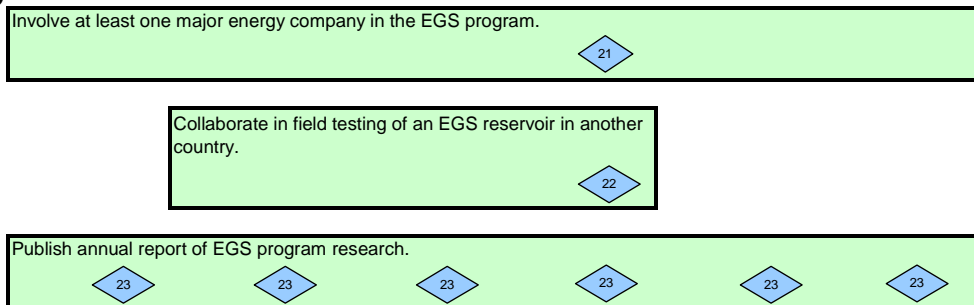 Involve at least one major energy company in the EGS program.
21
Collaborate in field testing of an EGS reservoir in another
country.
22
Publish annual report of EGS program research.
23 23 23 23 23 23